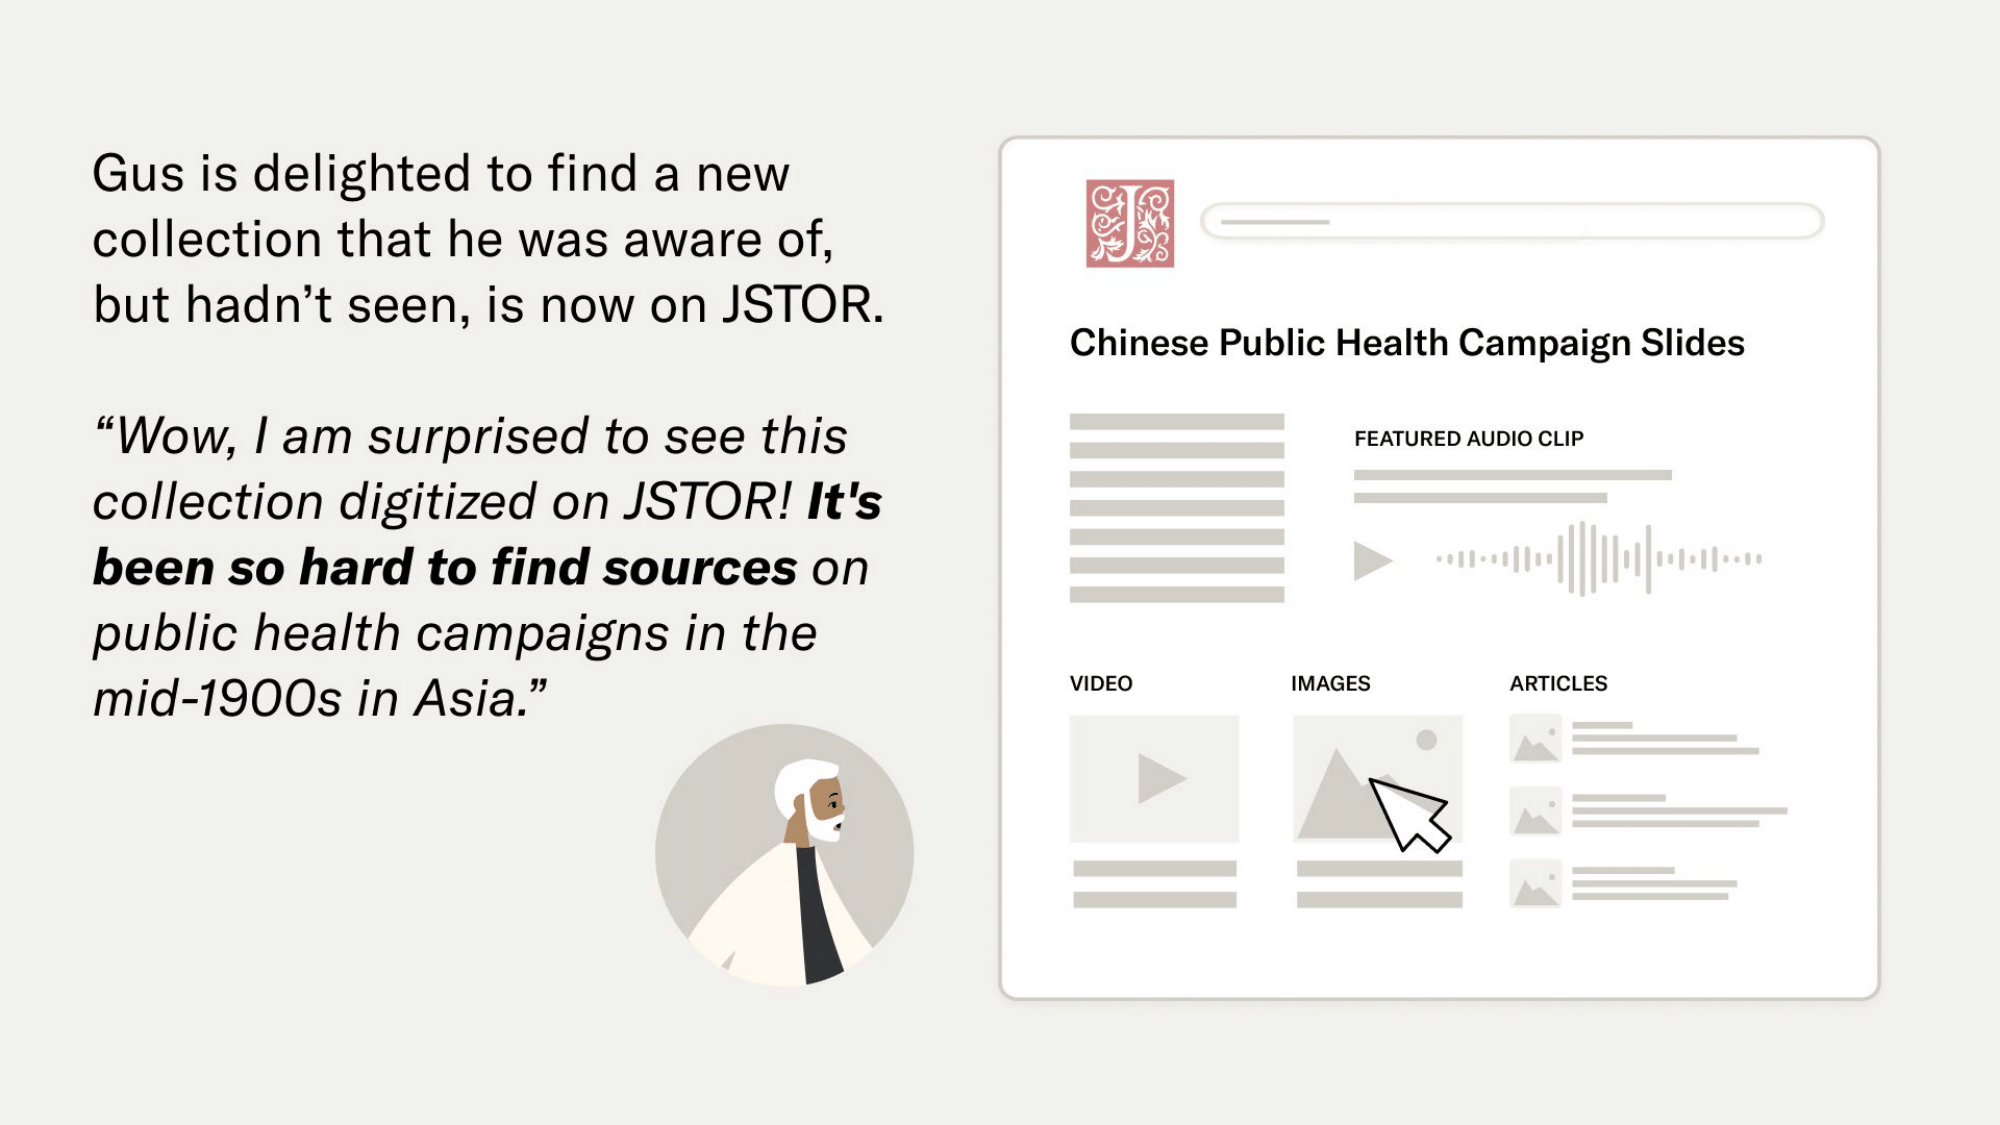 Gus is delighted to find a new
collection that he was aware of,
but hadn’t seen, is now on JSTOR.
“Wow, I am surprised to see this
collection digitized on JSTOR! It's
been so hard to find sources on
public health campaigns in the
mid-1900s in Asia.”
J
Chinese Public Health Campaign Slides
FEATURED AUDIO CLIP
VIDEO
IMAGES
ARTICLES